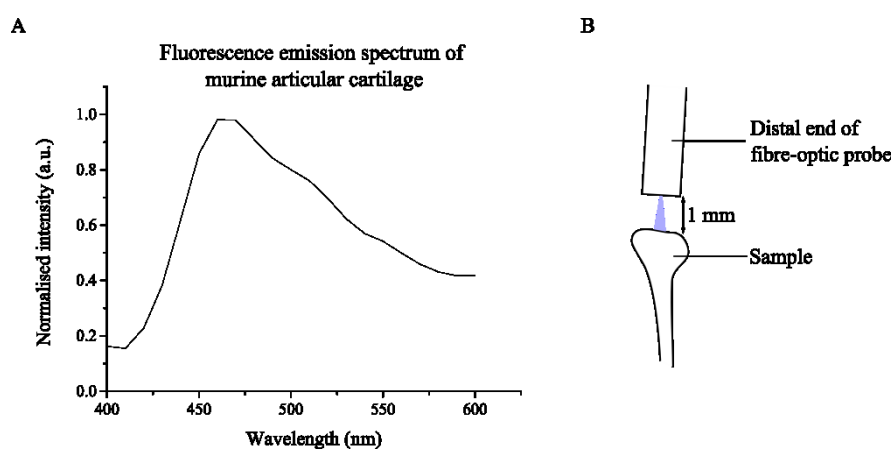 A
B
Fluorescence emission spectrum of
murine articular cartilage
Normalised intensity (a.u.)
1.0
0.8
0.6
0.4
0.2
0.0
400
450
500
550
600
Wavelength (nm)
Distal end of
fibre-optic probe
1 mm
Sample